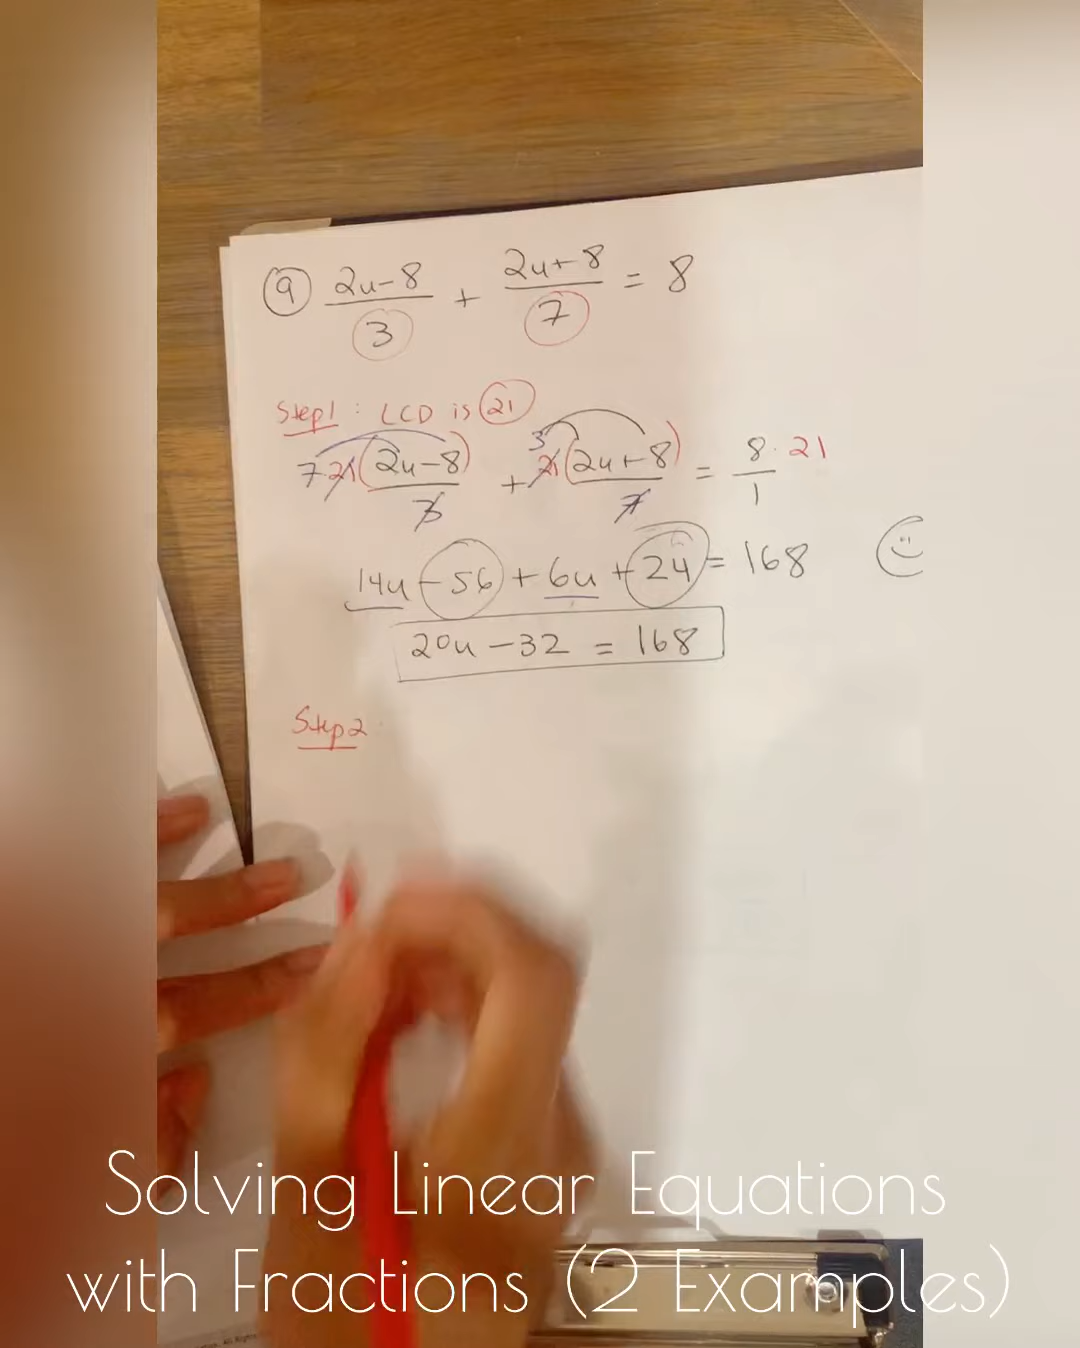 9 2u-8/3 + 2u+8/7 = 8
Step1: LCD is 21
7 21(2u-8)/3 + 3 21(2u+8)/7 = 8·21/1
14u-56+6u+24=168
20u-32 = 168
Step2:
Solving Linear Equations
with Fractions (2 Examples)